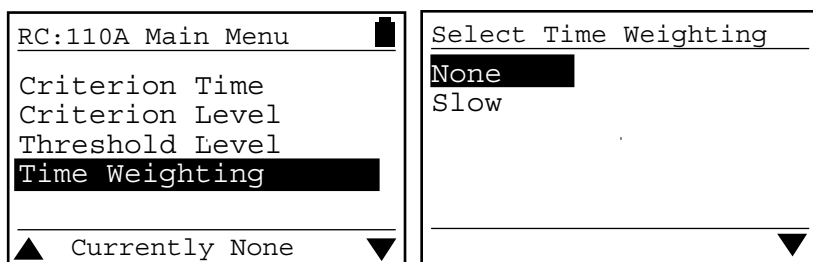 RC:110A Main Menu
Criterion Time
Criterion Level
Threshold Level
Time Weighting
Currently None
Select Time Weighting
None
Slow